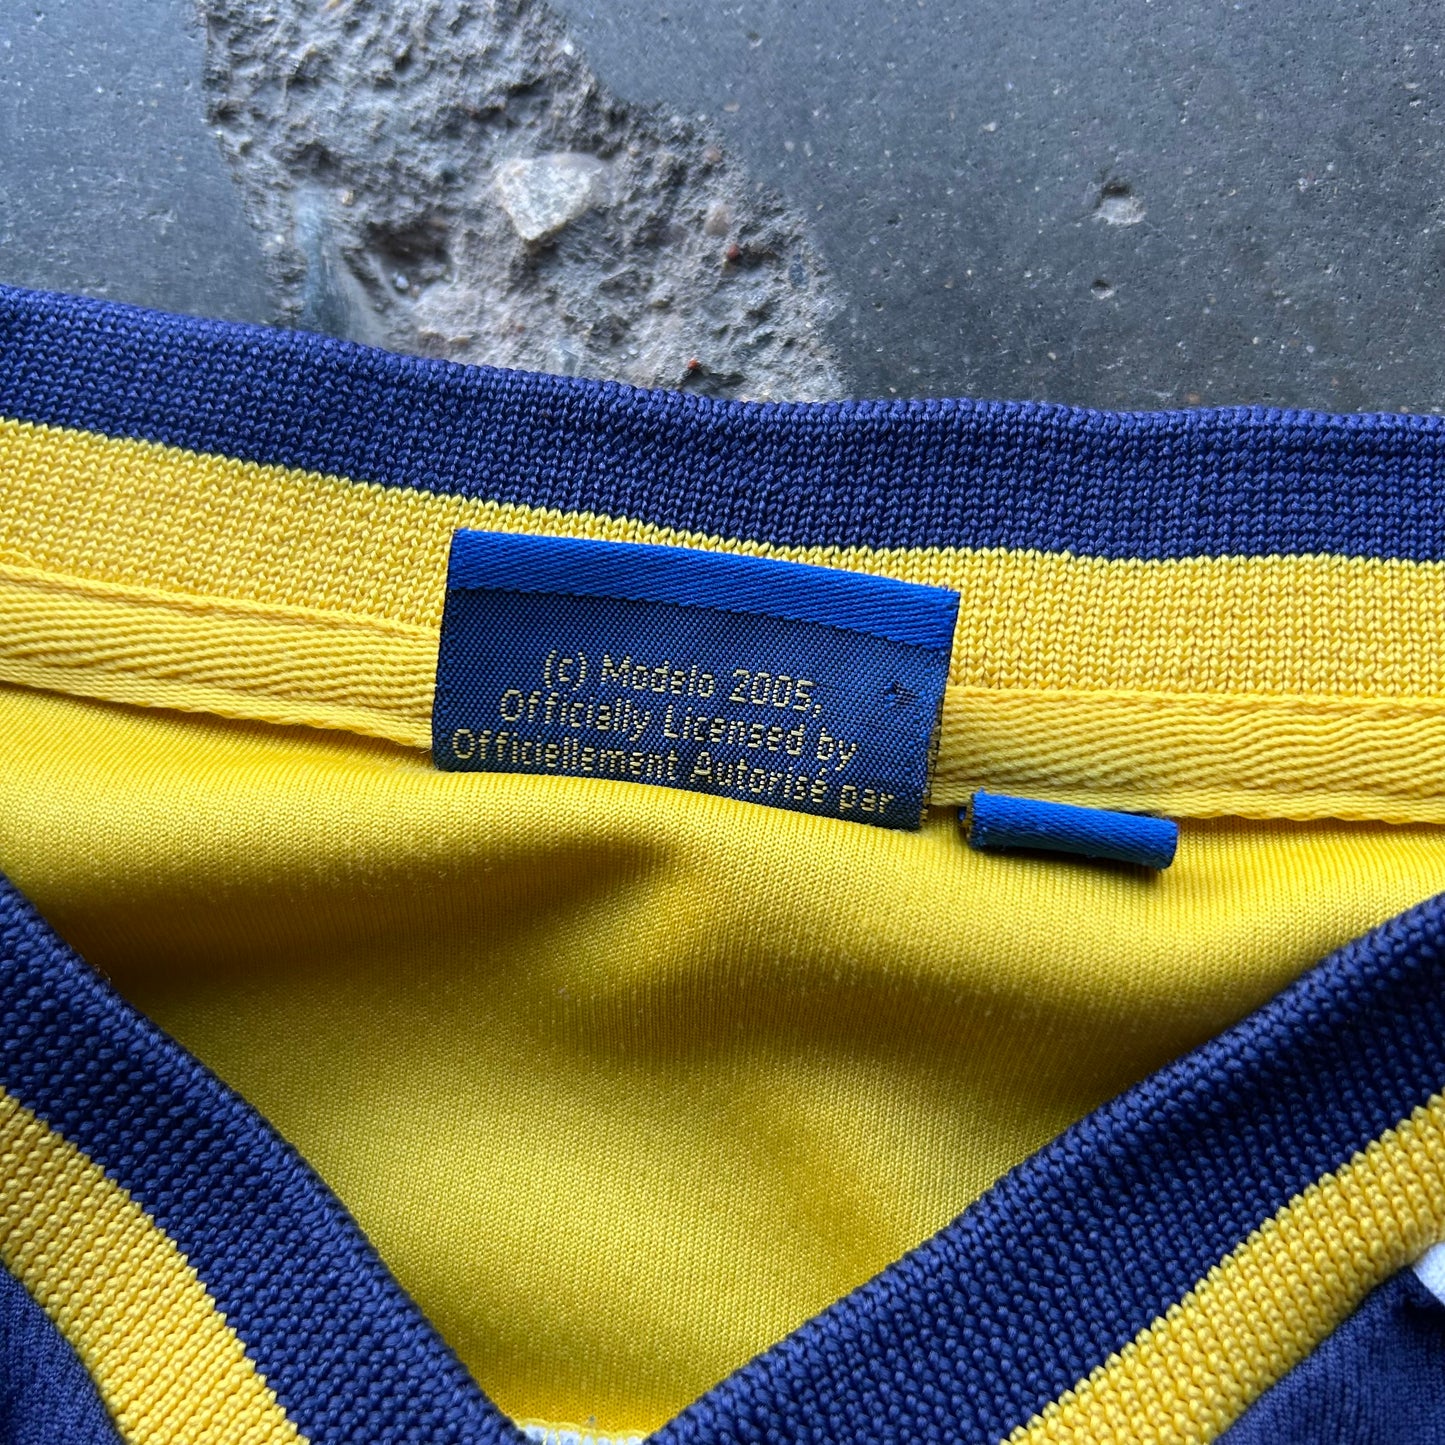 (c) Modelo 2005.
Officially Licensed by
Officiellement Autorisé par